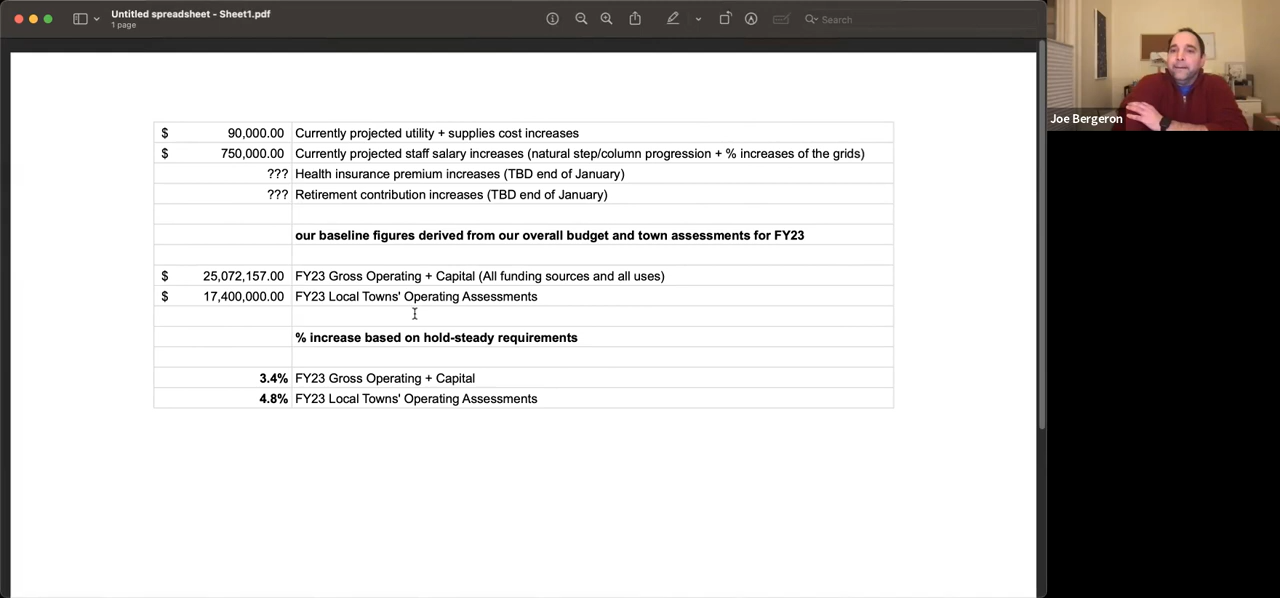 Untitled spreadsheet - Sheet1.pdf
1 page
Search
Joe Bergeron
$ 90,000.00 Currently projected utility + supplies cost increases
$ 750,000.00 Currently projected staff salary increases (natural step/column progression + % increases of the grids)
??? Health insurance premium increases (TBD end of January)
??? Retirement contribution increases (TBD end of January)
our baseline figures derived from our overall budget and town assessments for FY23
$ 25,072,157.00 FY23 Gross Operating + Capital (All funding sources and all uses)
$ 17,400,000.00 FY23 Local Towns' Operating Assessments
% increase based on hold-steady requirements
3.4% FY23 Gross Operating + Capital
4.8% FY23 Local Towns' Operating Assessments